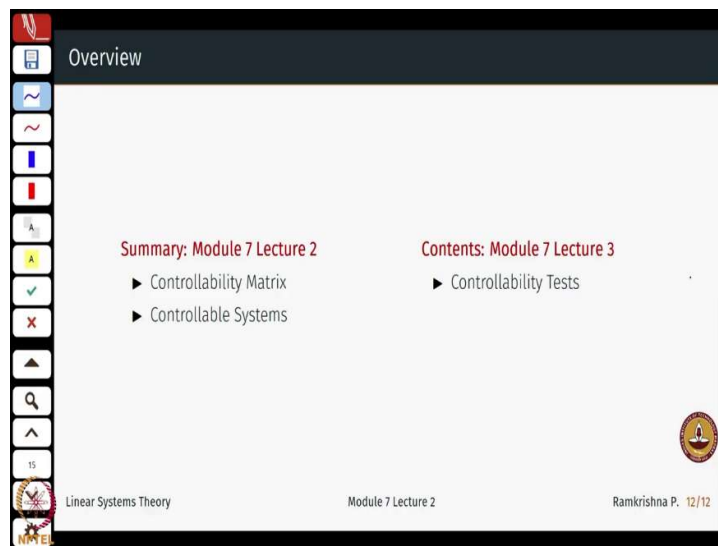 Overview
Summary: Module 7 Lecture 2
▶ Controllability Matrix
▶ Controllable Systems
Contents: Module 7 Lecture 3
▶ Controllability Tests
A
A
15
NPTEL
Linear Systems Theory
Module 7 Lecture 2
Ramkrishna P. 12/12